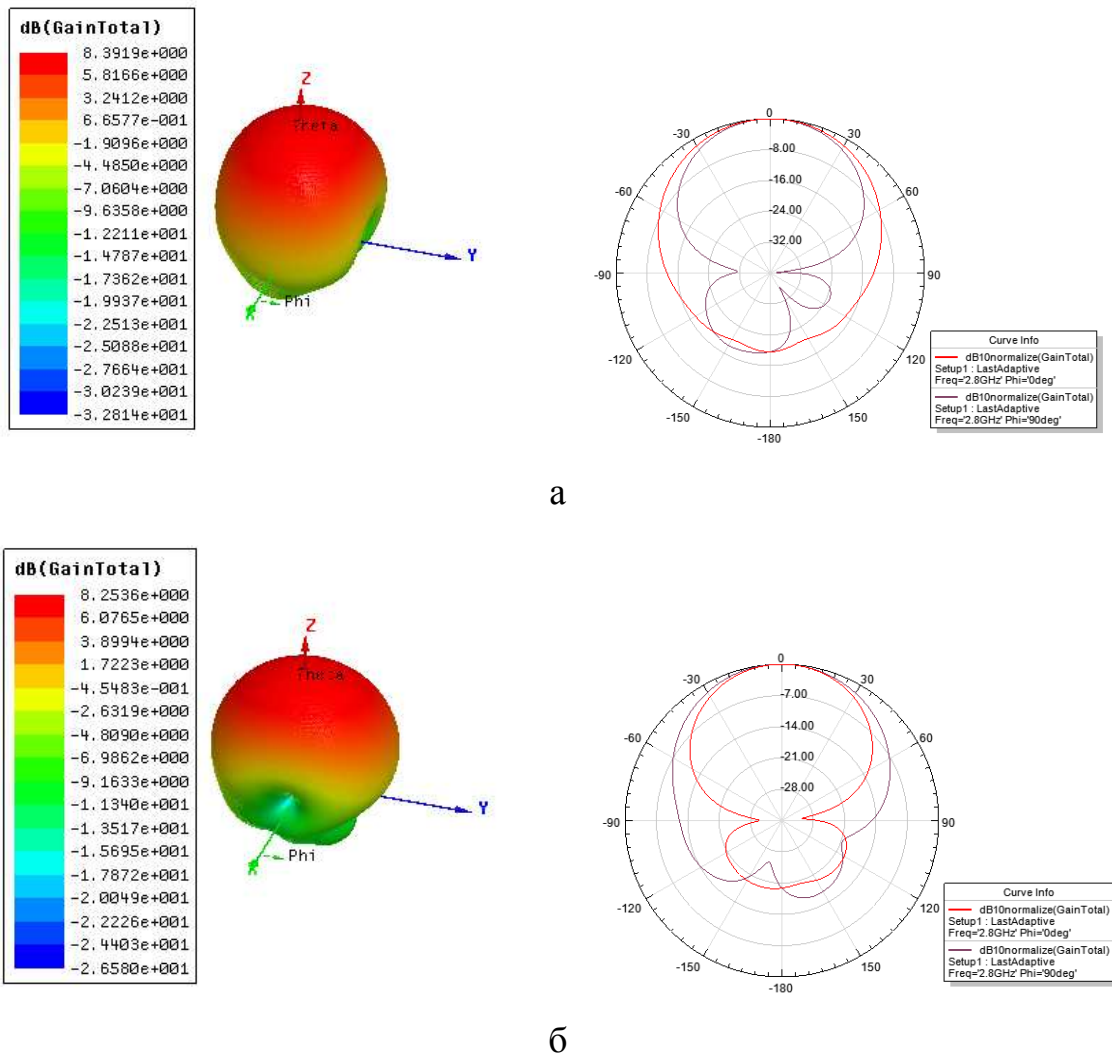 dB(GainTotal)
8.3919e+000
5.8166e+000
3.2412e+000
6.6577e-001
-1.9096e+000
-4.4850e+000
-7.0604e+000
-9.6358e+000
-1.2211e+001
-1.4787e+001
-1.7362e+001
-1.9937e+001
-2.2513e+001
-2.5088e+001
-2.7664e+001
-3.0239e+001
-3.2814e+001
Z
Theta
Y
Phi
X
0
-30
30
-8.00
-16.00
-60
60
-24.00
-32.00
-90
90
-120
120
-150
150
-180
Curve Info
dB10normalize(GainTotal)
Setup1 : LastAdaptive
Freq='2.8GHz' Phi='0deg'
dB10normalize(GainTotal)
Setup1 : LastAdaptive
Freq='2.8GHz' Phi='90deg'
а
dB(GainTotal)
8.2536e+000
6.0765e+000
3.8994e+000
1.7223e+000
-4.5483e-001
-2.6319e+000
-4.8090e+000
-6.9862e+000
-9.1633e+000
-1.1340e+001
-1.3517e+001
-1.5695e+001
-1.7872e+001
-2.0049e+001
-2.2226e+001
-2.4403e+001
-2.6580e+001
Z
Theta
Y
Phi
X
0
-30
30
-7.00
-14.00
-60
60
-21.00
-28.00
-90
90
-120
120
-150
150
-180
Curve Info
dB10normalize(GainTotal)
Setup1 : LastAdaptive
Freq='2.8GHz' Phi='0deg'
dB10normalize(GainTotal)
Setup1 : LastAdaptive
Freq='2.8GHz' Phi='90deg'
б